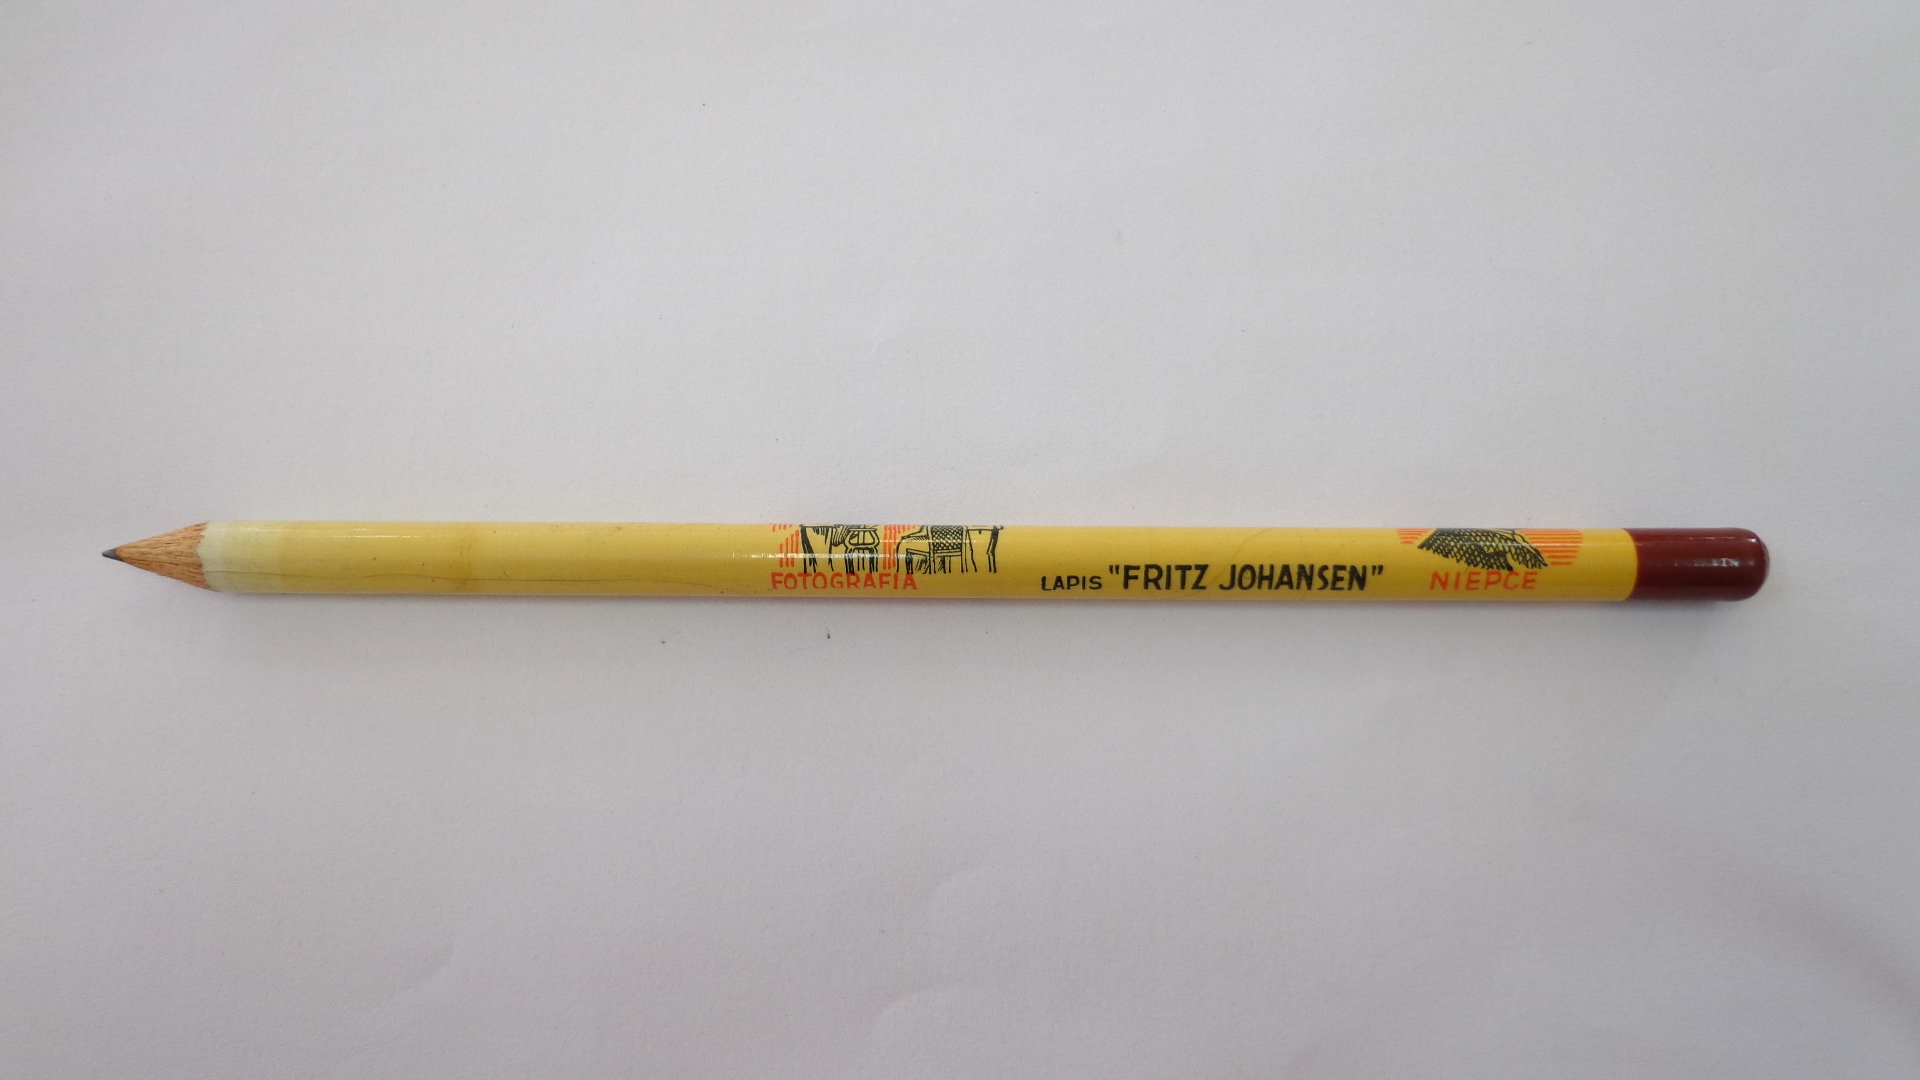 FOTOGRAFIA
LAPIS "FRITZ JOHANSEN"
NIEPCE